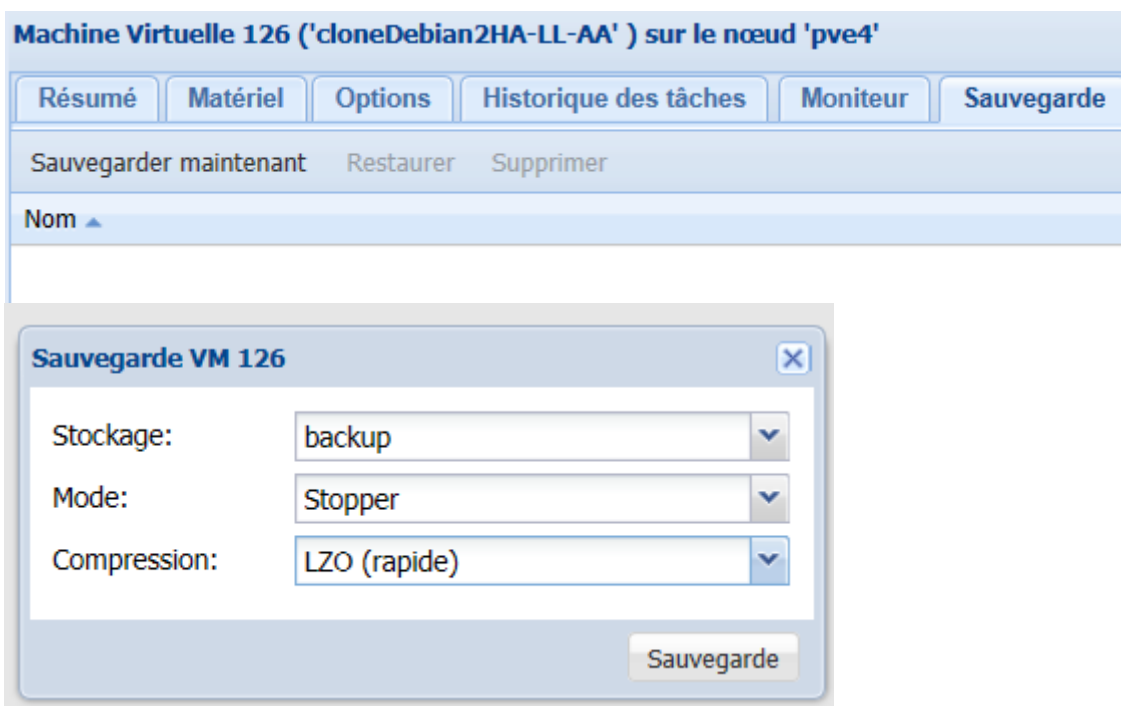 Machine Virtuelle 126 ('cloneDebian2HA-LL-AA' ) sur le nœud 'pve4'
Résumé Matériel Options Historique des tâches Moniteur Sauvegarde
Sauvegarder maintenant Restaurer Supprimer
Nom
Sauvegarde VM 126
Stockage: backup
Mode: Stopper
Compression: LZO (rapide)
Sauvegarde